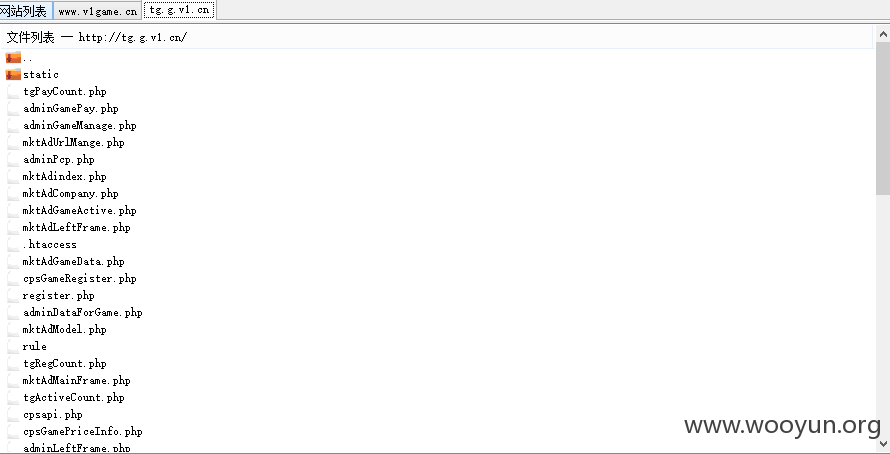 网站列表 www.v1game.cn tg.g.v1.cn
文件列表 — http://tg.g.v1.cn/
..
static
tgPayCount.php
adminGamePay.php
adminGameManage.php
mktAdUrlMange.php
adminPcp.php
mktAdindex.php
mktAdCompany.php
mktAdGameActive.php
mktAdLeftFrame.php
.htaccess
mktAdGameData.php
cpsGameRegister.php
register.php
adminDataForGame.php
mktAdModel.php
rule
tgRegCount.php
mktAdMainFrame.php
tgActiveCount.php
cpsapi.php
cpsGamePriceInfo.php
adminLeftFrame.php
www.wooyun.org